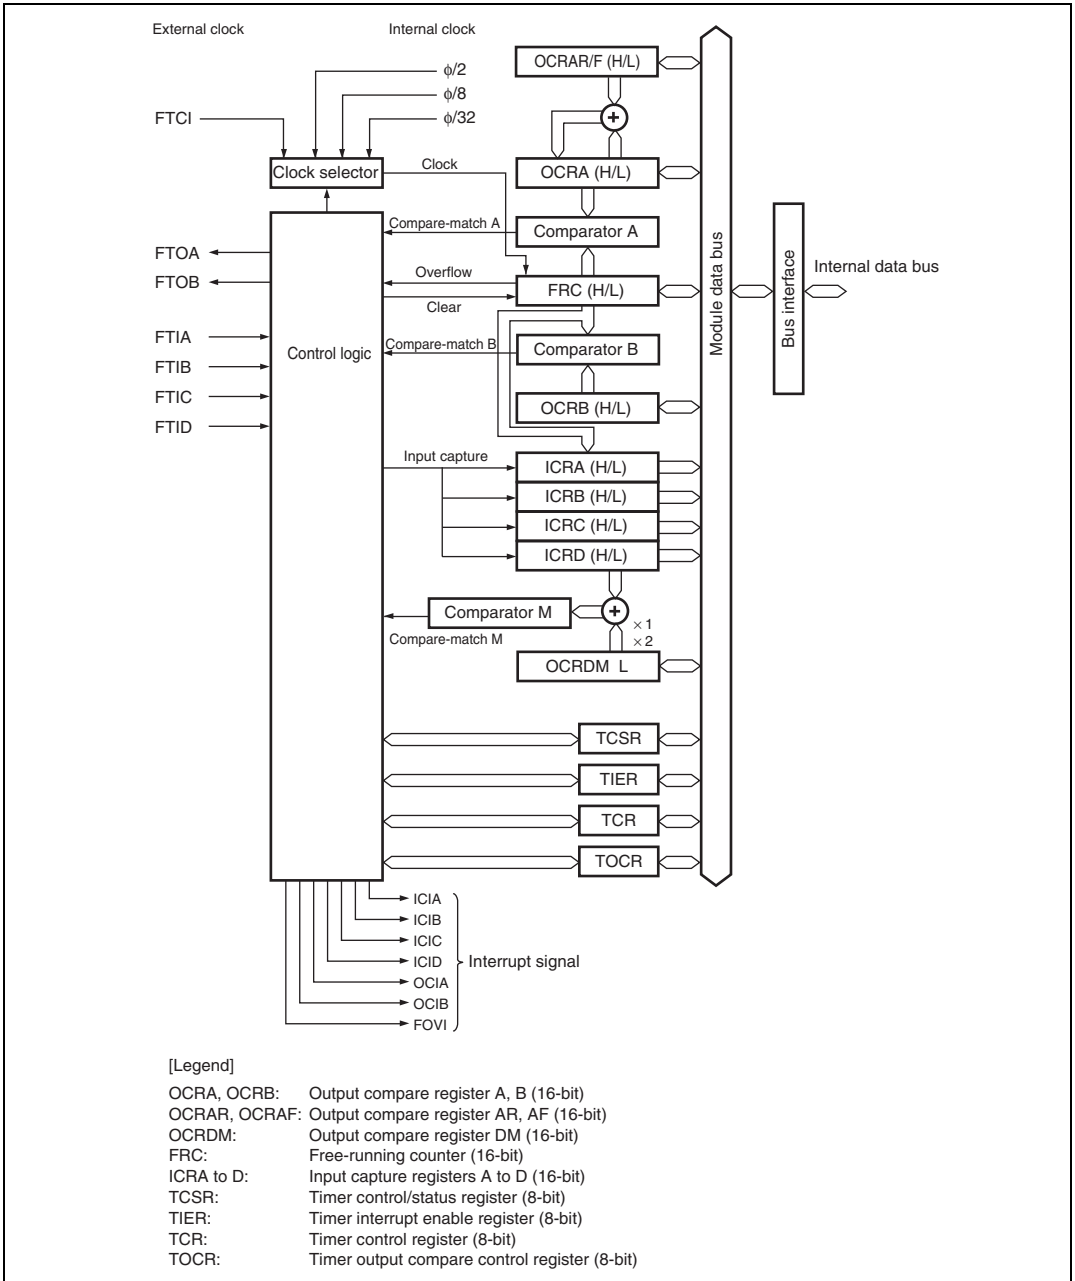 External clock
Internal clock
ϕ/2
ϕ/8
ϕ/32
FTCI
Clock selector
Clock
OCRAR/F (H/L)
+
OCRA (H/L)
Compare-match A
Comparator A
FTOA
FTOB
Overflow
FRC (H/L)
Clear
FTIA
FTIB
FTIC
FTID
Control logic
Compare-match B
Comparator B
OCRB (H/L)
Module data bus
Bus interface
Internal data bus
Input capture
ICRA (H/L)
ICRB (H/L)
ICRC (H/L)
ICRD (H/L)
Comparator M
+
× 1
× 2
Compare-match M
OCRDM L
TCSR
TIER
TCR
TOCR
ICIA
ICIB
ICIC
ICID
OCIA
OCIB
FOVI
Interrupt signal
[Legend]
OCRA, OCRB: Output compare register A, B (16-bit)
OCRAR, OCRAF: Output compare register AR, AF (16-bit)
OCRDM: Output compare register DM (16-bit)
FRC: Free-running counter (16-bit)
ICRA to D: Input capture registers A to D (16-bit)
TCSR: Timer control/status register (8-bit)
TIER: Timer interrupt enable register (8-bit)
TCR: Timer control register (8-bit)
TOCR: Timer output compare control register (8-bit)